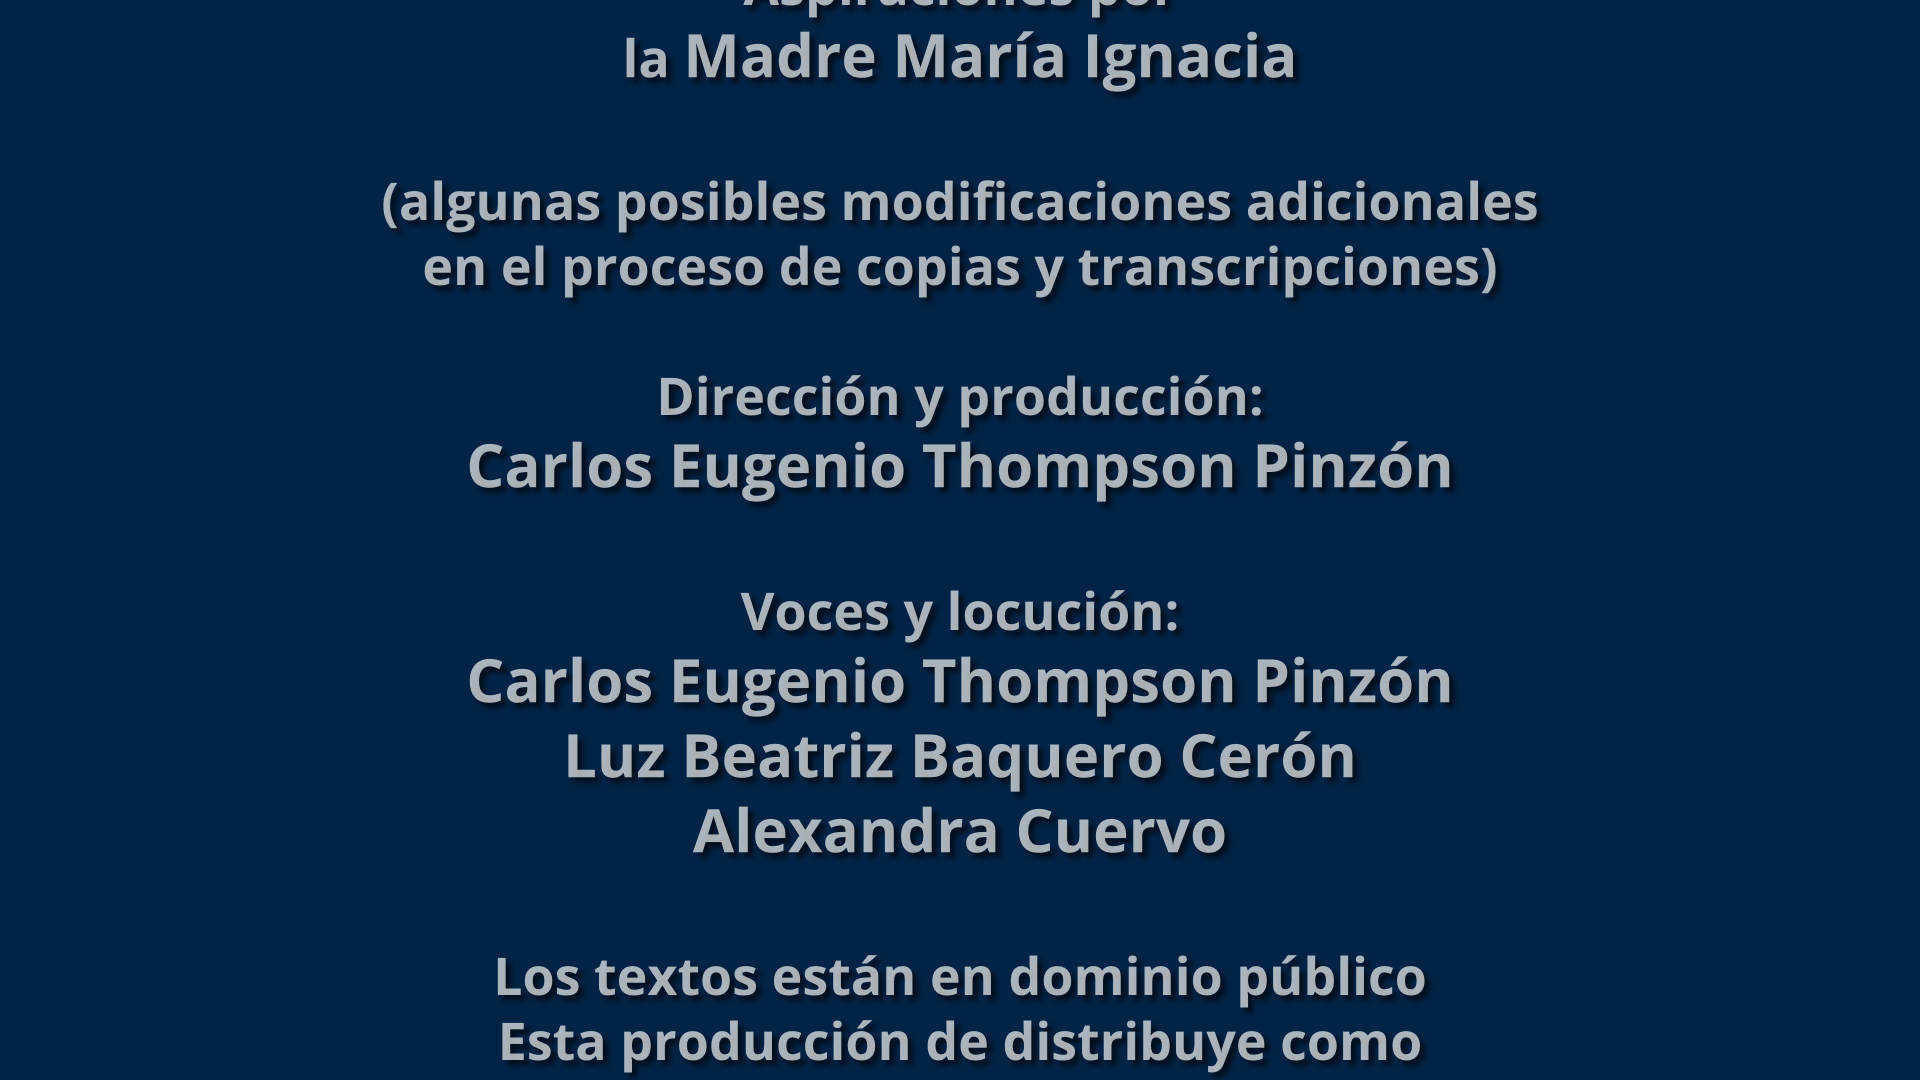 Aspiraciones por
la Madre María Ignacia
(algunas posibles modificaciones adicionales
en el proceso de copias y transcripciones)
Dirección y producción:
Carlos Eugenio Thompson Pinzón
Voces y locución:
Carlos Eugenio Thompson Pinzón
Luz Beatriz Baquero Cerón
Alexandra Cuervo
Los textos están en dominio público
Esta producción de distribuye como